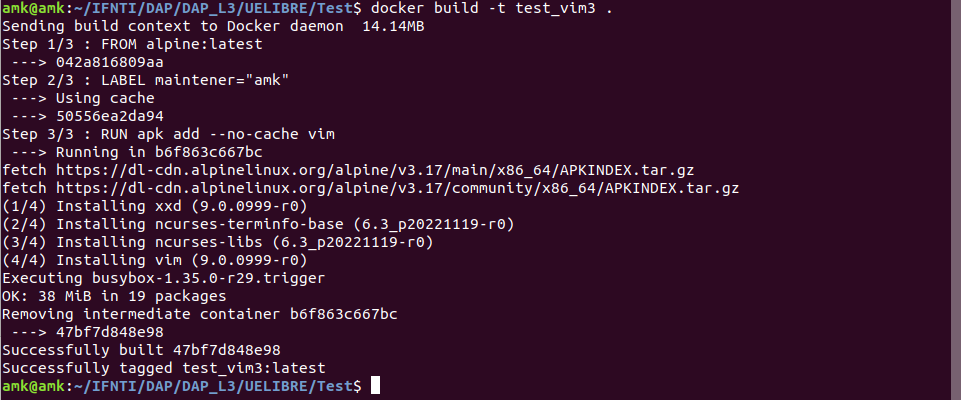 amk@amk:~/IFNTI/DAP/DAP_L3/UELIBRE/Test$ docker build -t test_vim3 .
Sending build context to Docker daemon  14.14MB
Step 1/3 : FROM alpine:latest
 ---> 042a816809aa
Step 2/3 : LABEL maintener="amk"
 ---> Using cache
 ---> 50556ea2da94
Step 3/3 : RUN apk add --no-cache vim
 ---> Running in b6f863c667bc
fetch https://dl-cdn.alpinelinux.org/alpine/v3.17/main/x86_64/APKINDEX.tar.gz
fetch https://dl-cdn.alpinelinux.org/alpine/v3.17/community/x86_64/APKINDEX.tar.gz
(1/4) Installing xxd (9.0.0999-r0)
(2/4) Installing ncurses-terminfo-base (6.3_p20221119-r0)
(3/4) Installing ncurses-libs (6.3_p20221119-r0)
(4/4) Installing vim (9.0.0999-r0)
Executing busybox-1.35.0-r29.trigger
OK: 38 MiB in 19 packages
Removing intermediate container b6f863c667bc
 ---> 47bf7d848e98
Successfully built 47bf7d848e98
Successfully tagged test_vim3:latest
amk@amk:~/IFNTI/DAP/DAP_L3/UELIBRE/Test$